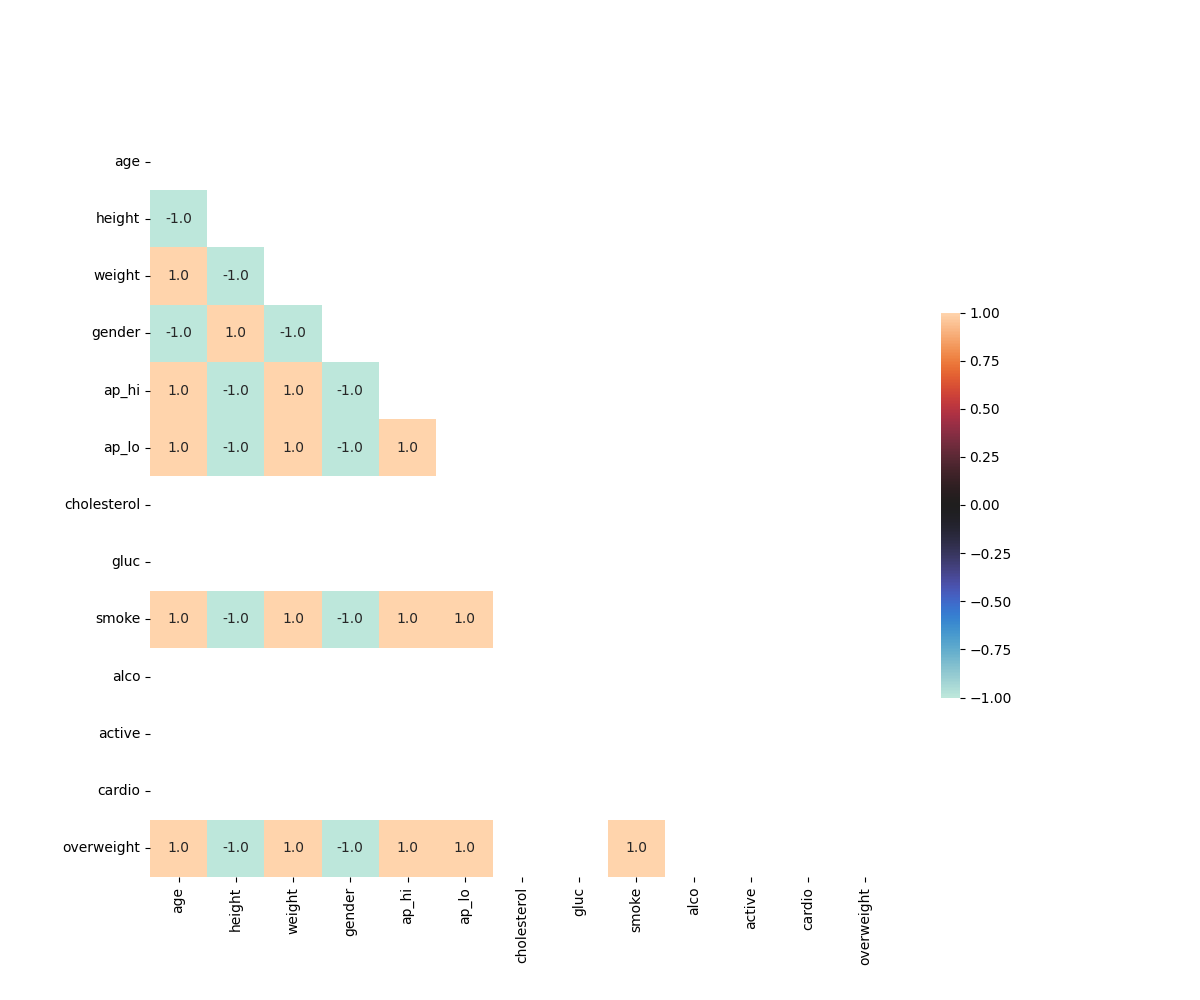 age
height -1.0
weight 1.0 -1.0
gender -1.0 1.0 -1.0
ap_hi 1.0 -1.0 1.0 -1.0
ap_lo 1.0 -1.0 1.0 -1.0 1.0
cholesterol
gluc
smoke 1.0 -1.0 1.0 -1.0 1.0 1.0
alco
active
cardio
overweight 1.0 -1.0 1.0 -1.0 1.0 1.0 1.0
age height weight gender ap_hi ap_lo cholesterol gluc smoke alco active cardio overweight
1.00
0.75
0.50
0.25
0.00
−0.25
−0.50
−0.75
−1.00